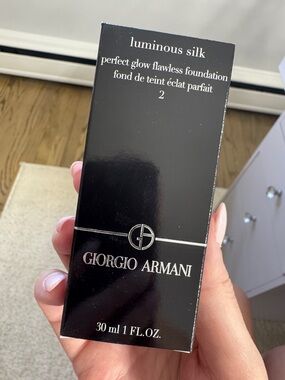 luminous silk
perfect glow flawless foundation
fond de teint éclat parfait
2
GIORGIO ARMANI
30 ml 1 FL.OZ.